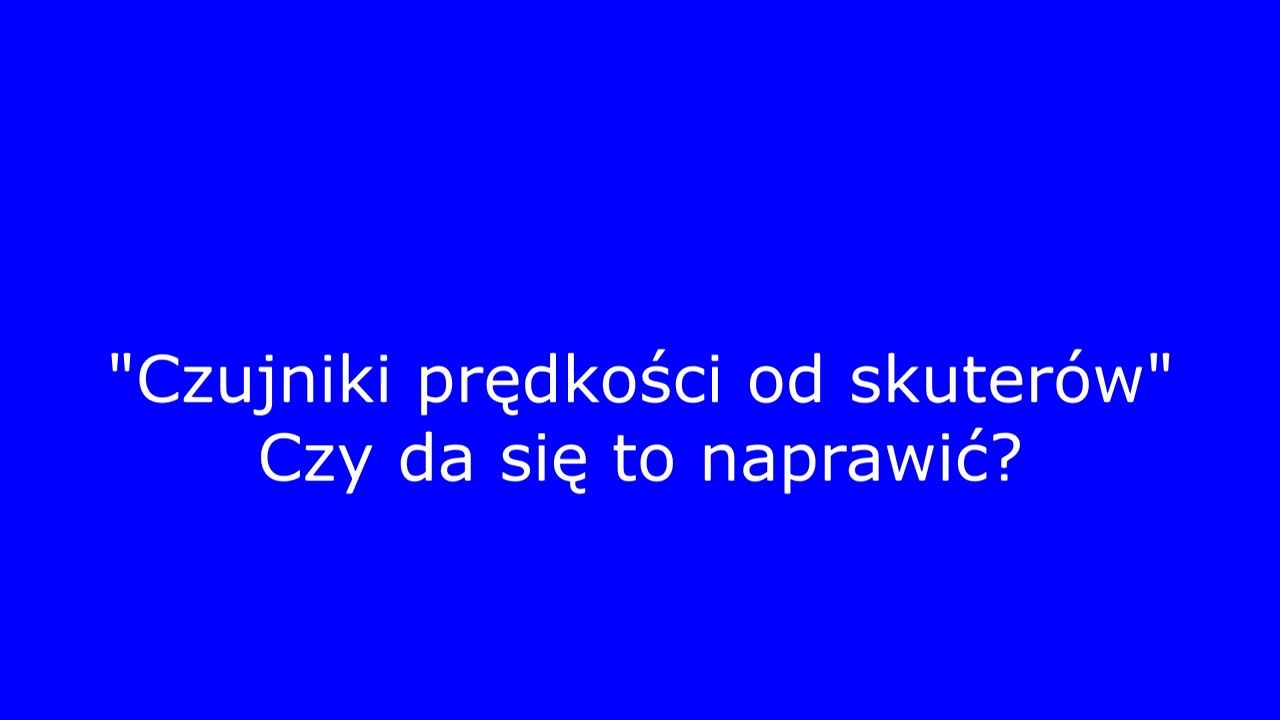 "Czujniki prędkości od skuterów"
Czy da się to naprawić?